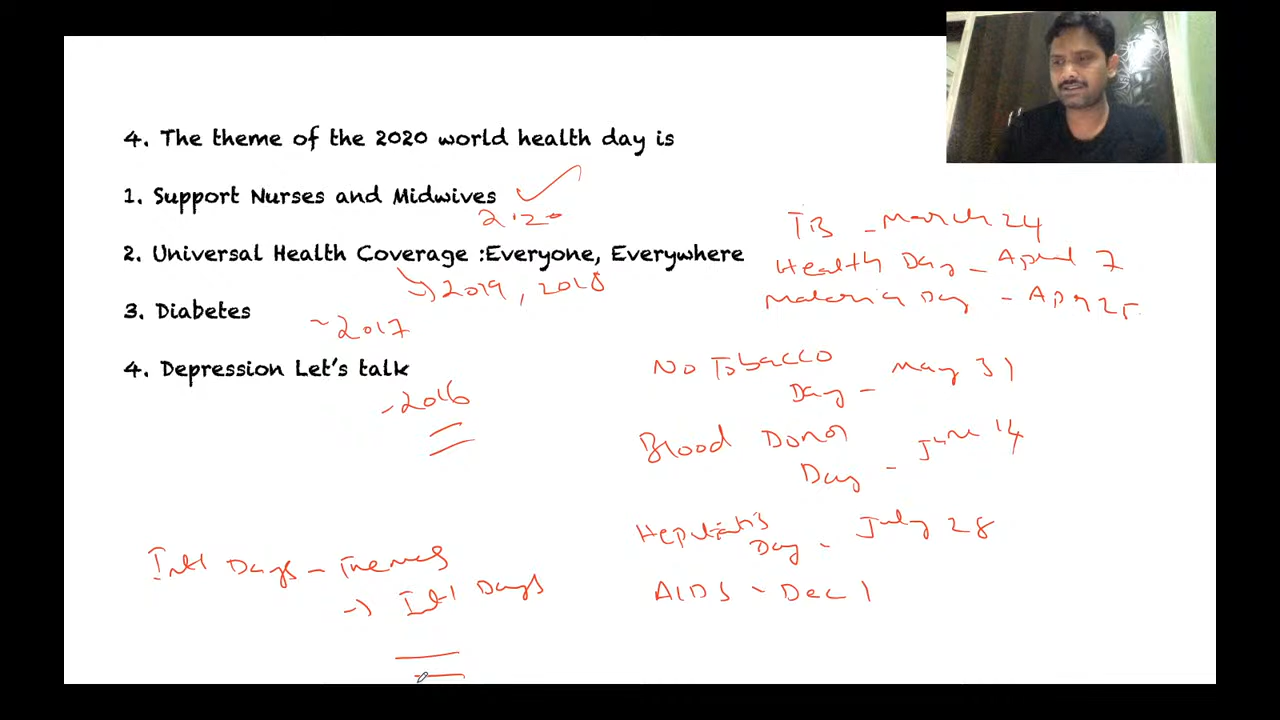 4. The theme of the 2020 world health day is
1. Support Nurses and Midwives
2020
2. Universal Health Coverage :Everyone, Everywhere
2019, 2018
3. Diabetes
2017
4. Depression Let's talk
- 2016
TB - March 24
Health Day - April 7
Malaria Day - Apr 25
No Tobacco
Day - May 31
Blood Donor
Day - June 14
Hepatitis
Day - July 28
AIDS - Dec 1
Intl Days - Themes
→ Intl Days